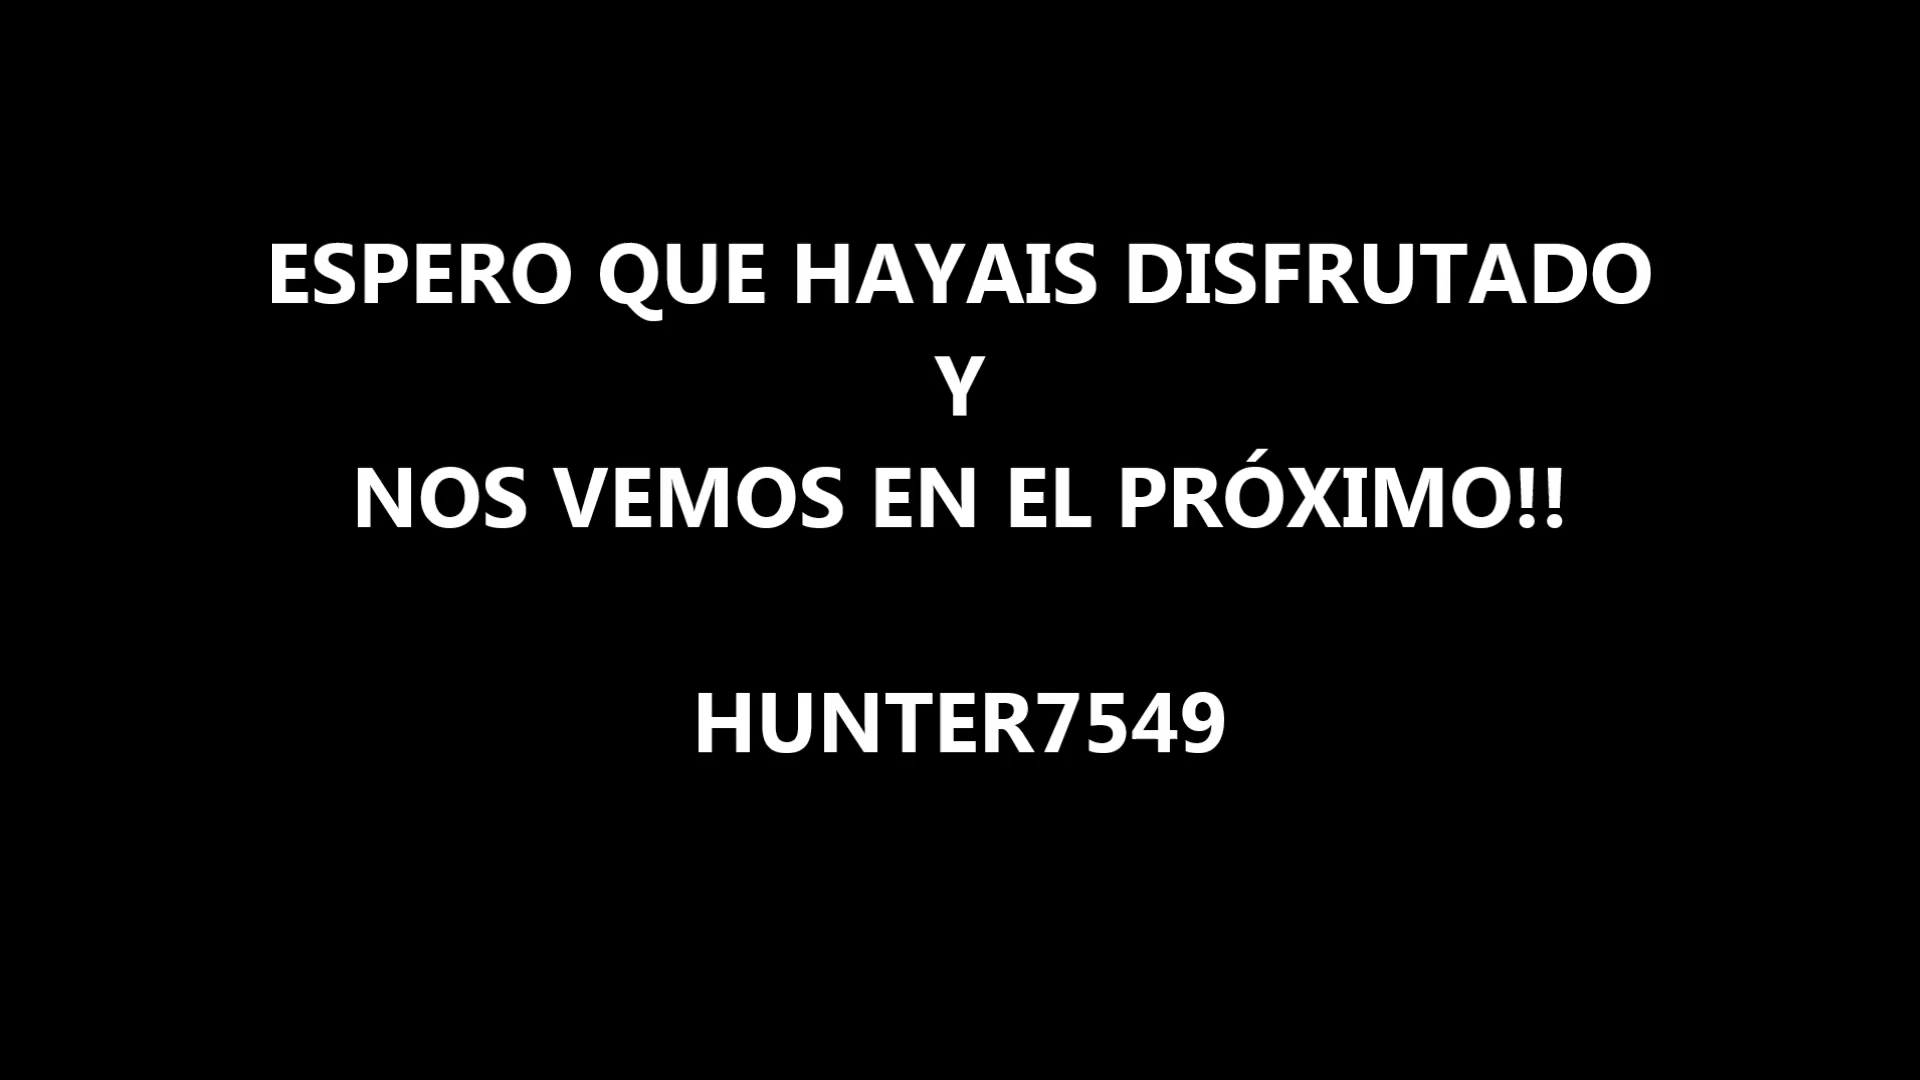 ESPERO QUE HAYAIS DISFRUTADO
Y
NOS VEMOS EN EL PRÓXIMO!!
HUNTER7549